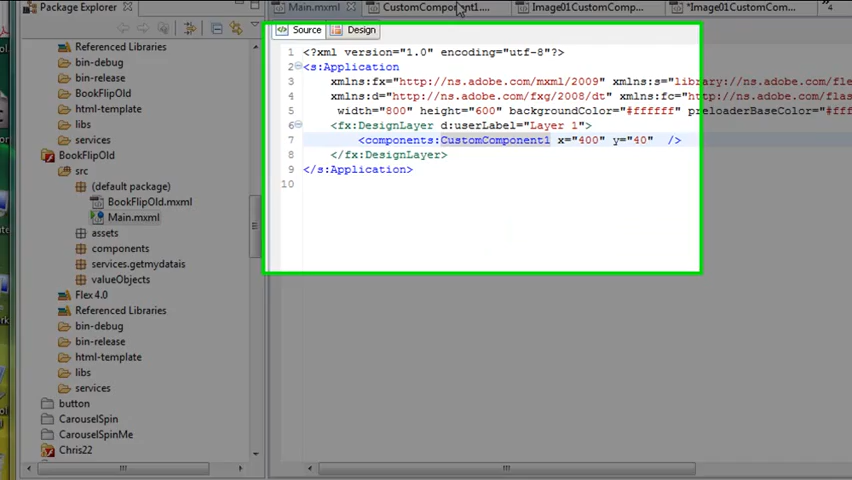 Package Explorer
Referenced Libraries
bin-debug
bin-release
BookFlipOld
html-template
libs
services
BookFlipOld
src
(default package)
BookFlipOld.mxml
Main.mxml
assets
components
services.getmydatais
valueObjects
Flex 4.0
Referenced Libraries
bin-debug
bin-release
html-template
libs
services
button
CarouselSpin
CarouselSpinMe
Chris22
Main.mxml
CustomComponent1....
Image01CustomComp...
*Image01CustomCom...
4
Source
Design
1 <?xml version="1.0" encoding="utf-8"?>
2 <s:Application
3 xmlns:fx="http://ns.adobe.com/mxml/2009" xmlns:s="library://ns.adobe.com/fle
4 xmlns:d="http://ns.adobe.com/fxg/2008/dt" xmlns:fc="http://ns.adobe.com/flas
5 width="800" height="600" backgroundColor="#ffffff" preloaderBaseColor="#fff
6 <fx:DesignLayer d:userLabel="Layer 1">
7 <components:CustomComponent1 x="400" y="40" />
8 </fx:DesignLayer>
9 </s:Application>
10